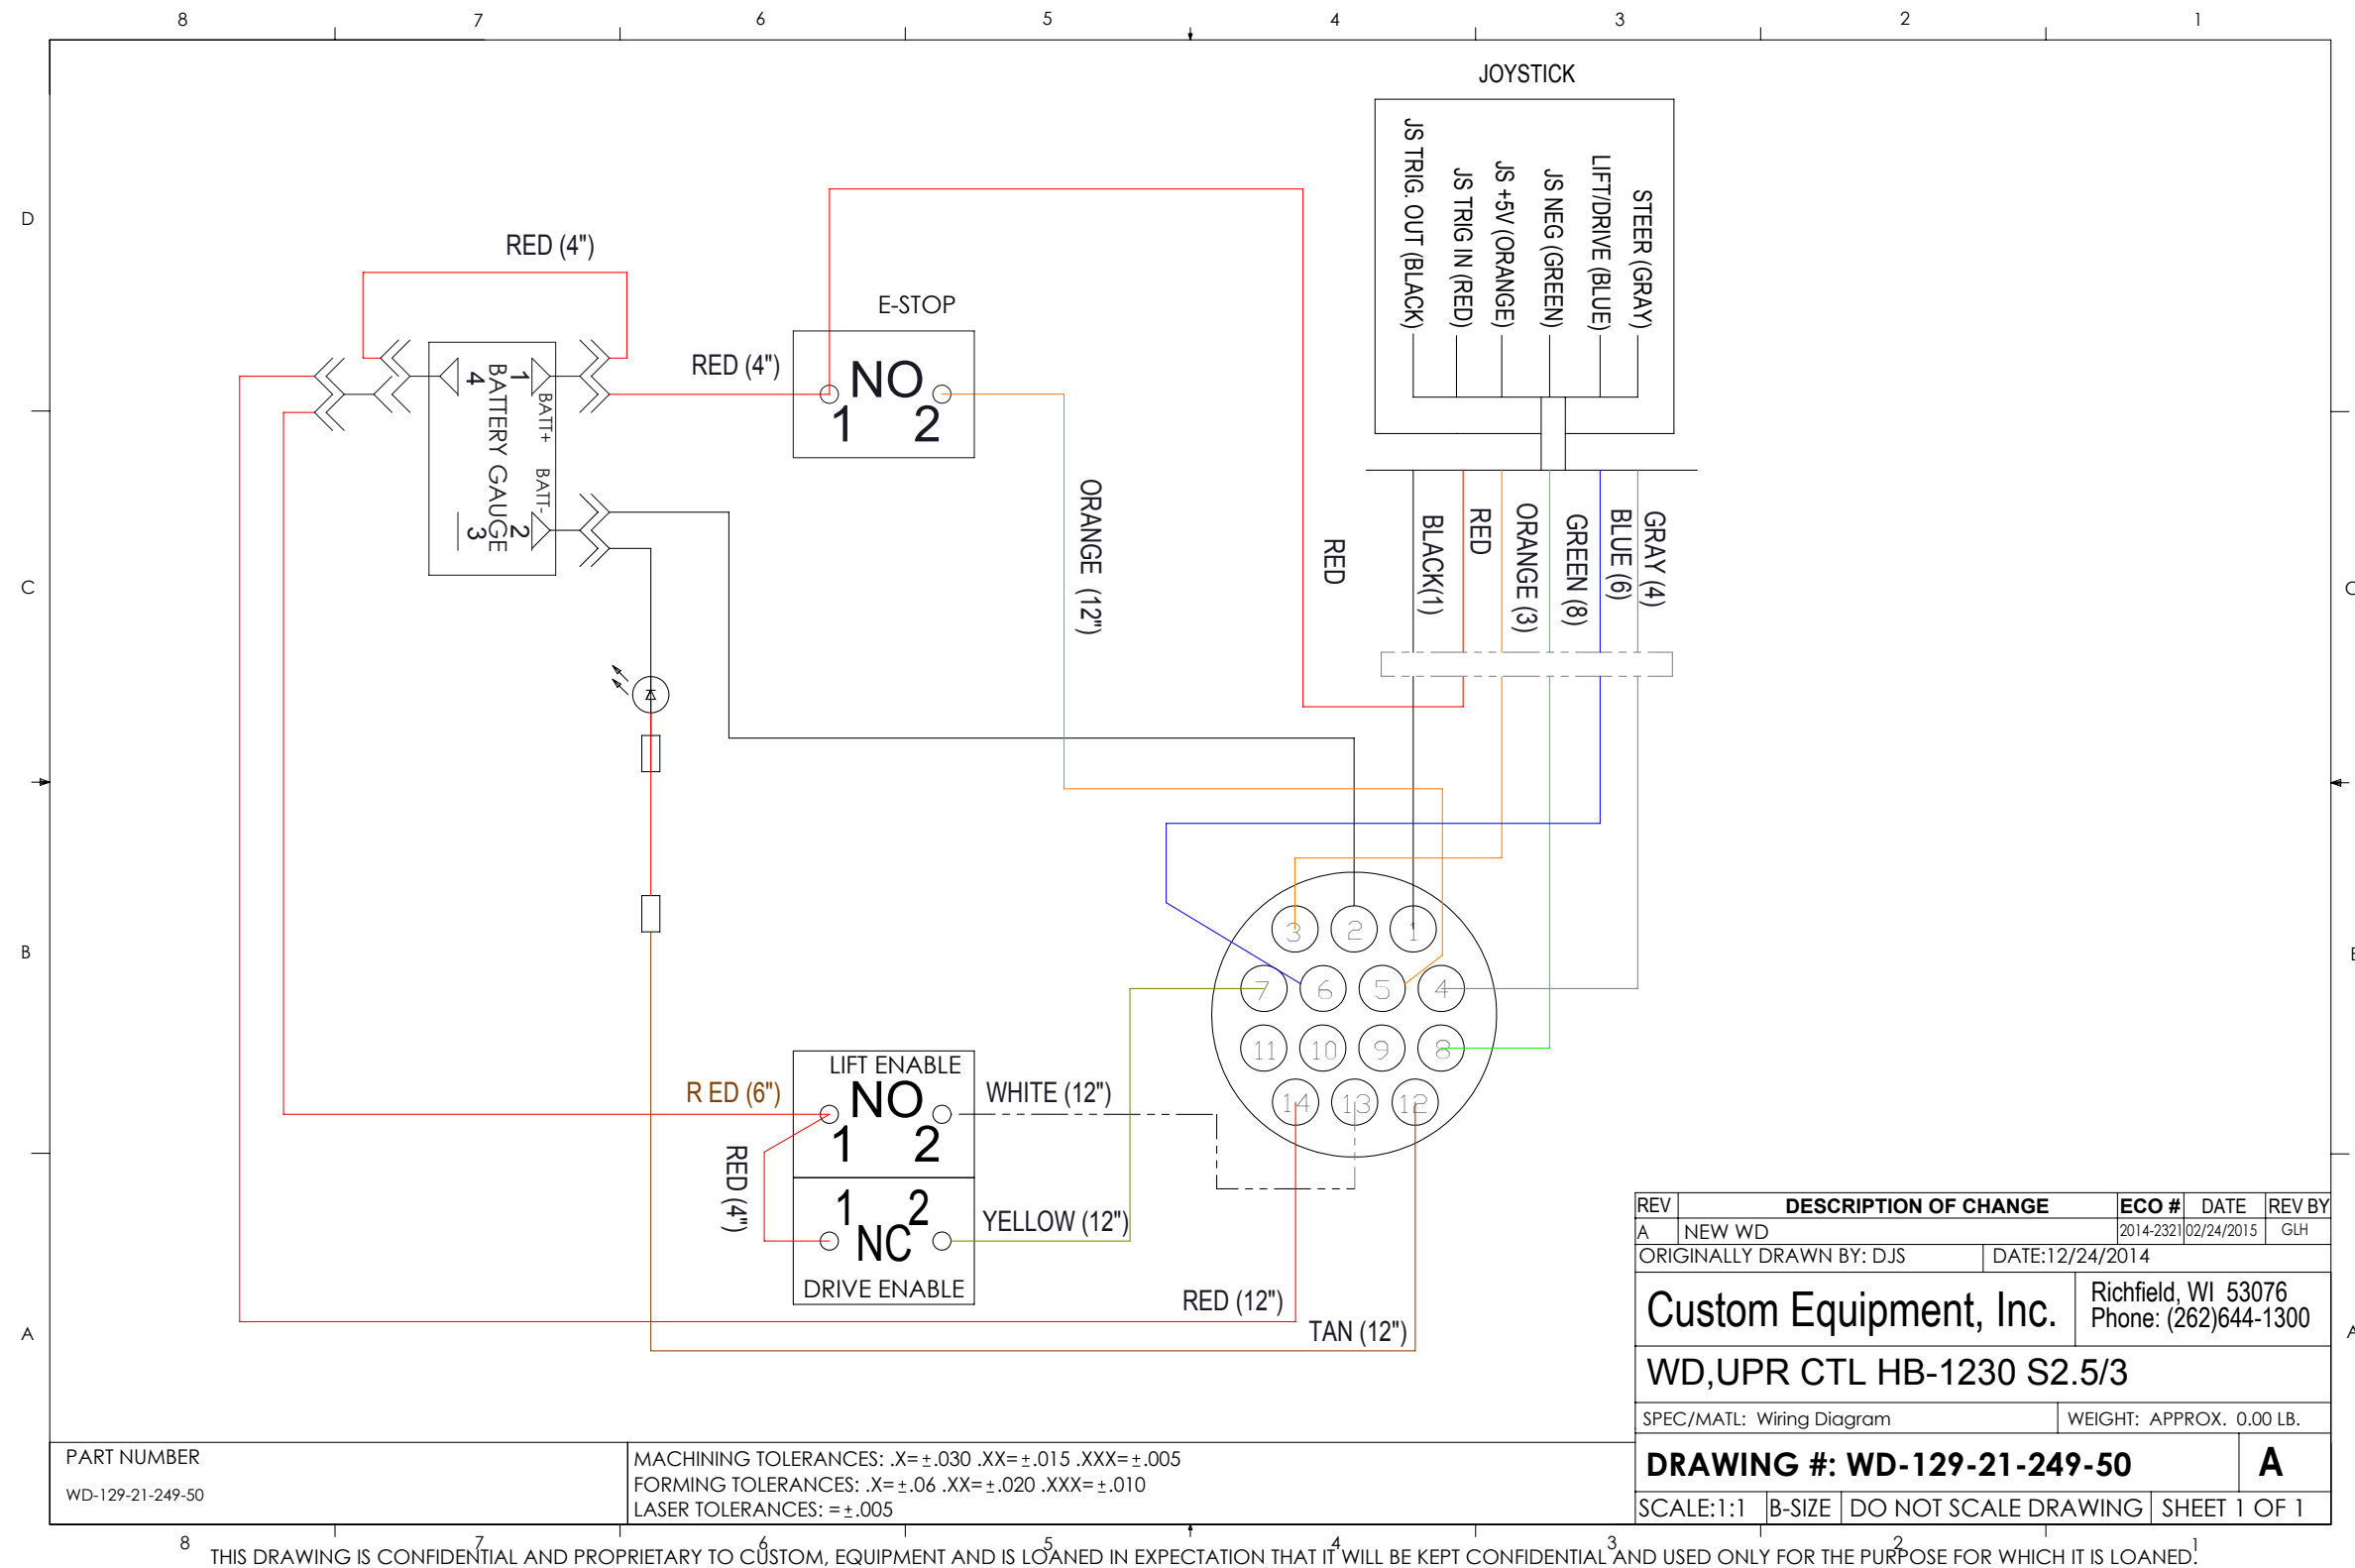 8 7 6 5 4 3 2 1
JOYSTICK
JS TRIG. OUT (BLACK)
JS TRIG IN (RED)
JS +5V (ORANGE)
JS NEG (GREEN)
LIFT/DRIVE (BLUE)
STEER (GRAY)
D
RED (4")
E-STOP
RED (4")
NO
1 2
4 1
BATTERY GAUGE
BATT+
BATT-
3 2
ORANGE (12")
RED
BLACK(1)
RED
ORANGE (3)
GREEN (8)
BLUE (6)
GRAY (4)
C C
3 2 1
B B
7 6 5 4
11 10 9 8
14 13 12
LIFT ENABLE
R ED (6")
NO
WHITE (12")
1 2
RED (4")
1 2
NC
YELLOW (12")
DRIVE ENABLE
RED (12")
TAN (12")
A A
REV DESCRIPTION OF CHANGE ECO # DATE REV BY
A NEW WD 2014-2321 02/24/2015 GLH
ORIGINALLY DRAWN BY: DJS DATE:12/24/2014
Custom Equipment, Inc.
Richfield, WI 53076
Phone: (262)644-1300
WD,UPR CTL HB-1230 S2.5/3
SPEC/MATL: Wiring Diagram WEIGHT: APPROX. 0.00 LB.
DRAWING #: WD-129-21-249-50 A
SCALE:1:1 B-SIZE DO NOT SCALE DRAWING SHEET 1 OF 1
PART NUMBER
WD-129-21-249-50
MACHINING TOLERANCES: .X=±.030 .XX=±.015 .XXX=±.005
FORMING TOLERANCES: .X=±.06 .XX=±.020 .XXX=±.010
LASER TOLERANCES: =±.005
8 7 6 5 4 3 2 1
THIS DRAWING IS CONFIDENTIAL AND PROPRIETARY TO CUSTOM, EQUIPMENT AND IS LOANED IN EXPECTATION THAT IT WILL BE KEPT CONFIDENTIAL AND USED ONLY FOR THE PURPOSE FOR WHICH IT IS LOANED.